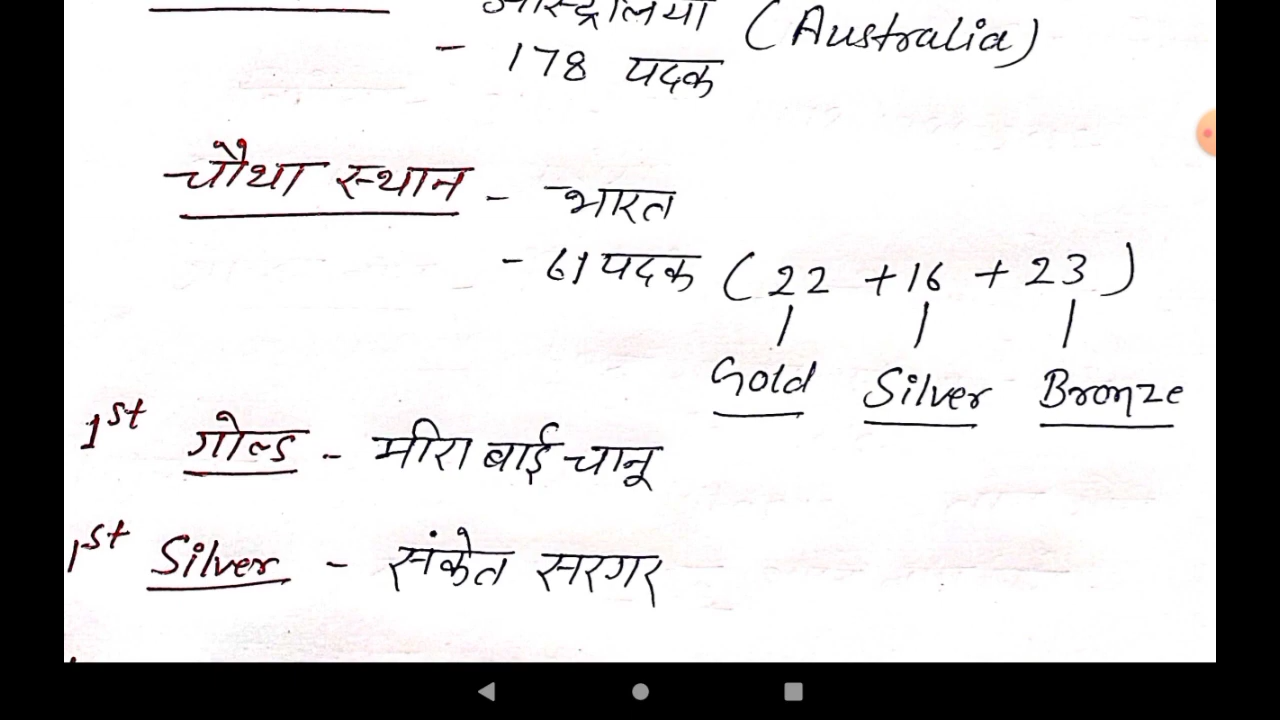 ऑस्ट्रेलिया (Australia)
- 178 पदक
चौथा स्थान - भारत
- 61 पदक (22 + 16 + 23)
Gold Silver Bronze
1st गोल्ड - मीरा बाई चानू
1st Silver - संकेत सरगर